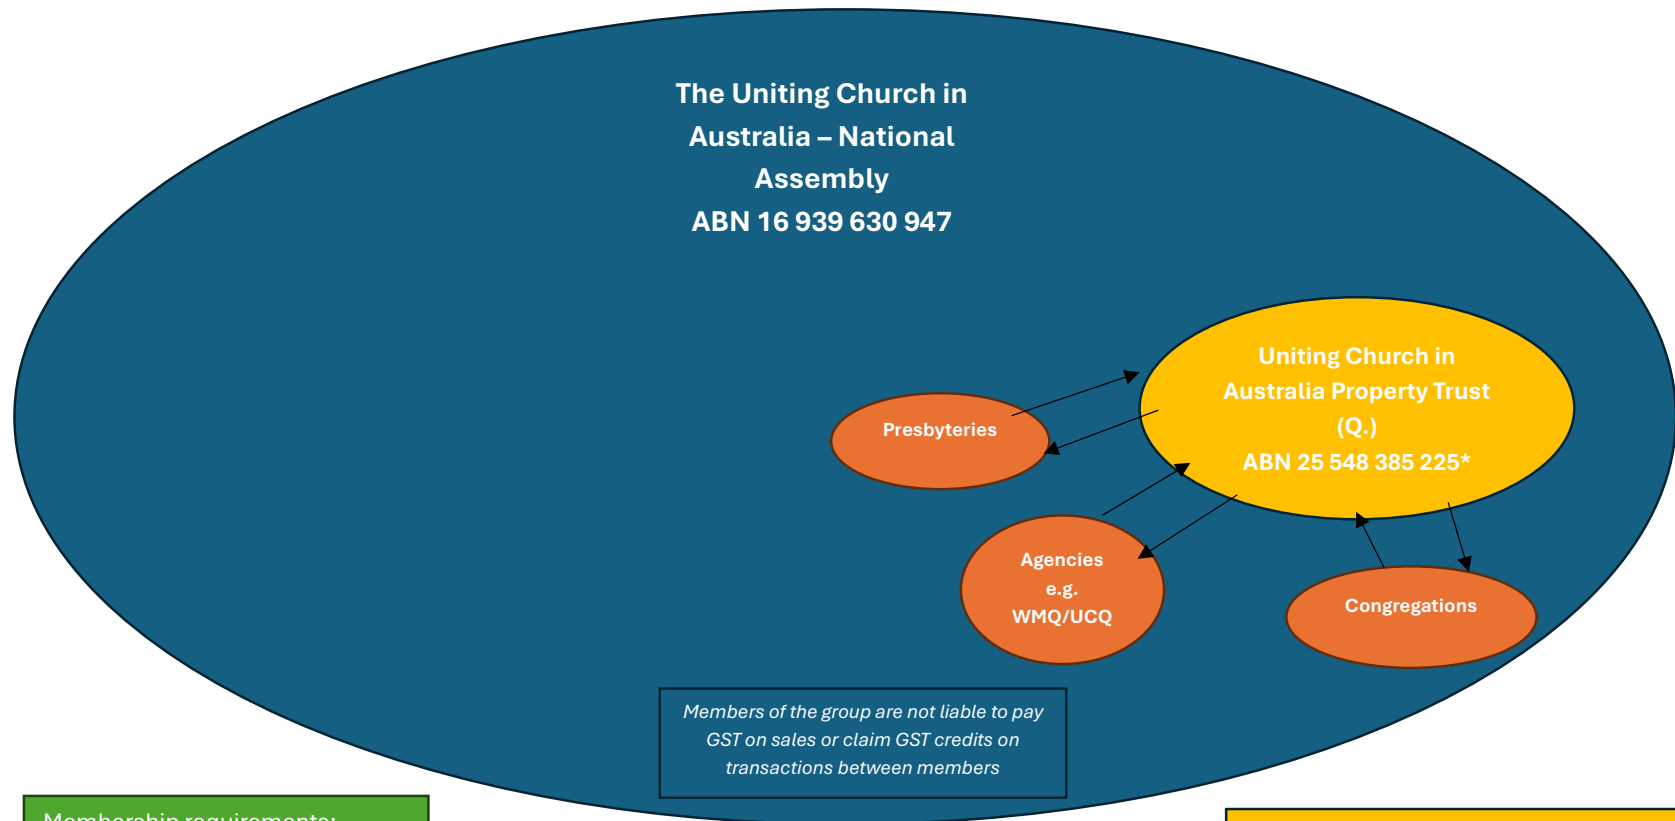 The Uniting Church in
Australia – National
Assembly
ABN 16 939 630 947
Uniting Church in
Australia Property Trust
(Q.)
ABN 25 548 385 225*
Presbyteries
Agencies
e.g.
WMQ/UCQ
Congregations
Members of the group are not liable to pay
GST on sales or claim GST credits on
transactions between members
Membership requirements: